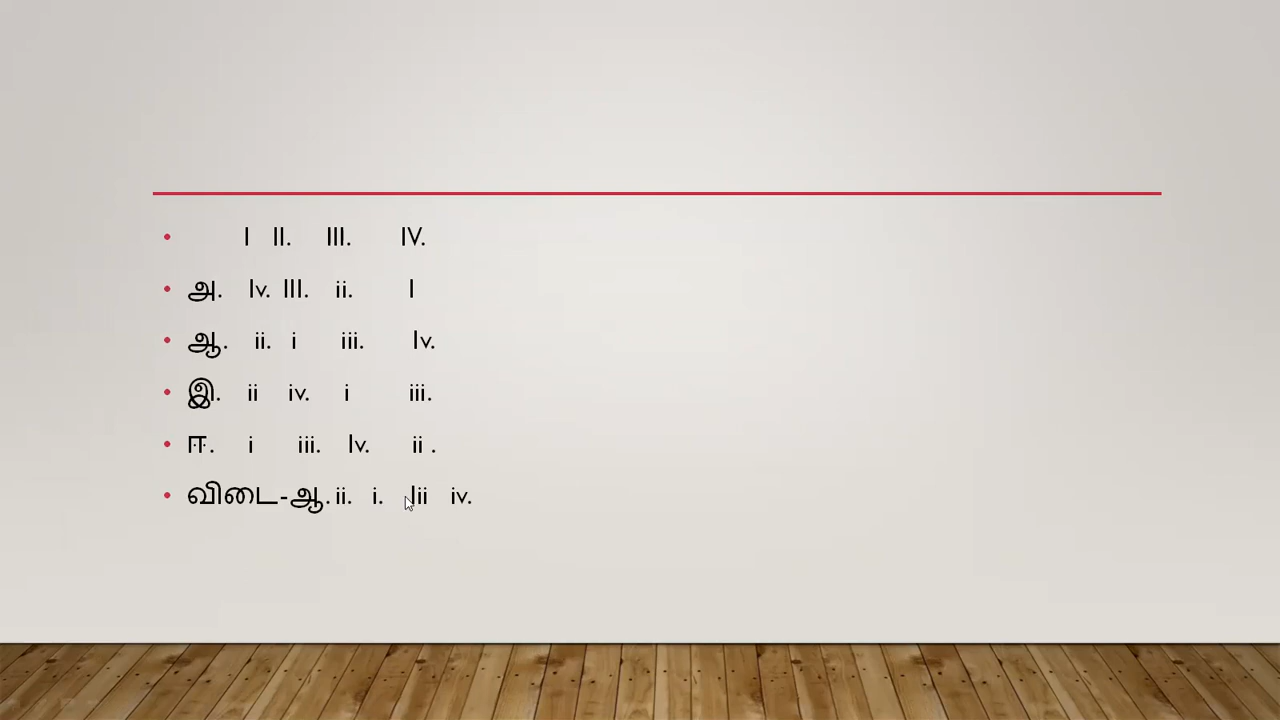 I II. III. IV.
அ. Iv. III. ii. I
ஆ. ii. i iii. Iv.
இ. ii iv. i iii.
ஈ. i iii. Iv. ii .
விடை-ஆ. ii. i. Iii iv.